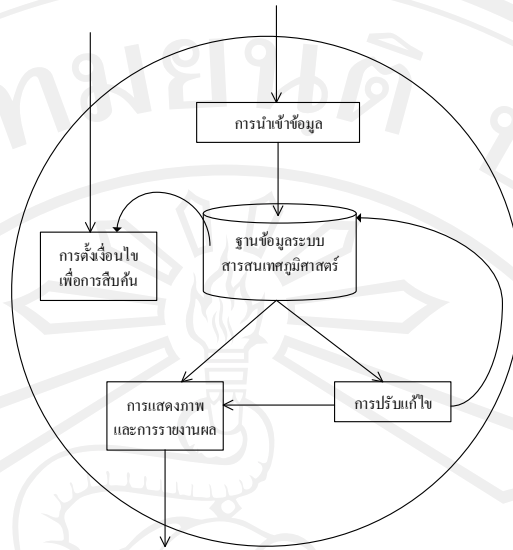 การนำเข้าข้อมูล
ฐานข้อมูลระบบ
สารสนเทศภูมิศาสตร์
การตั้งเงื่อนไข
เพื่อการสืบค้น
การแสดงภาพ
และการรายงานผล
การปรับแก้ไข